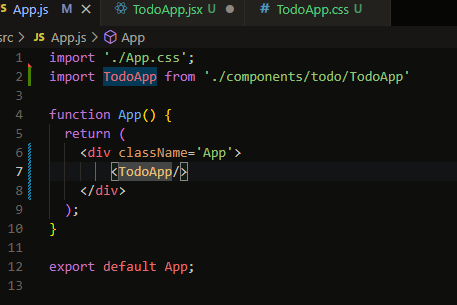 App.js M × TodoApp.jsx U ● # TodoApp.css U
src > JS App.js > App
1 import './App.css';
2 import TodoApp from './components/todo/TodoApp'
3
4 function App() {
5 return (
6 <div className='App'>
7 <TodoApp/>
8 </div>
9 );
10 }
11
12 export default App;
13